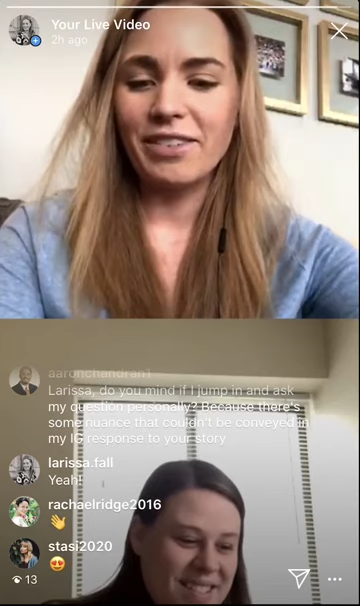 Your Live Video
2h ago
aaronchandran1
Larissa, do you mind if I jump in and ask
my question personally? Because there's
some nuance that couldn't be conveyed in
my IG response to your story
larissa.fall
Yeah!
rachaelridge2016
👋
stasi2020
😍
13